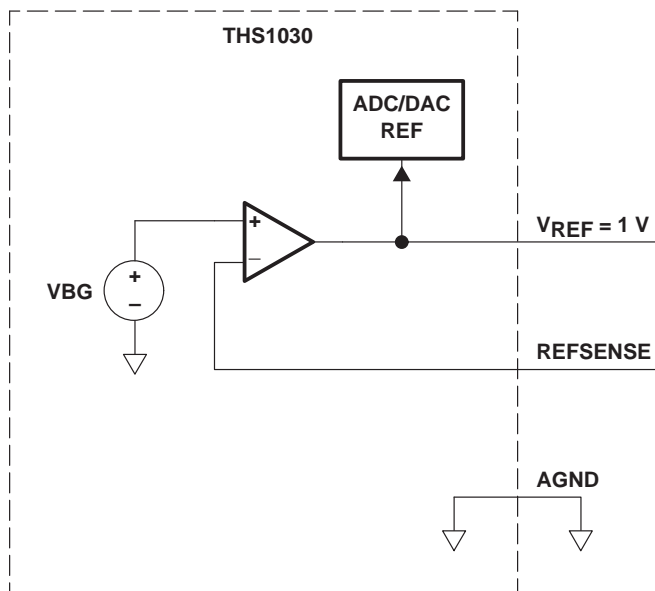 THS1030
ADC/DAC
REF
+
–
VREF = 1 V
VBG
+
–
REFSENSE
AGND